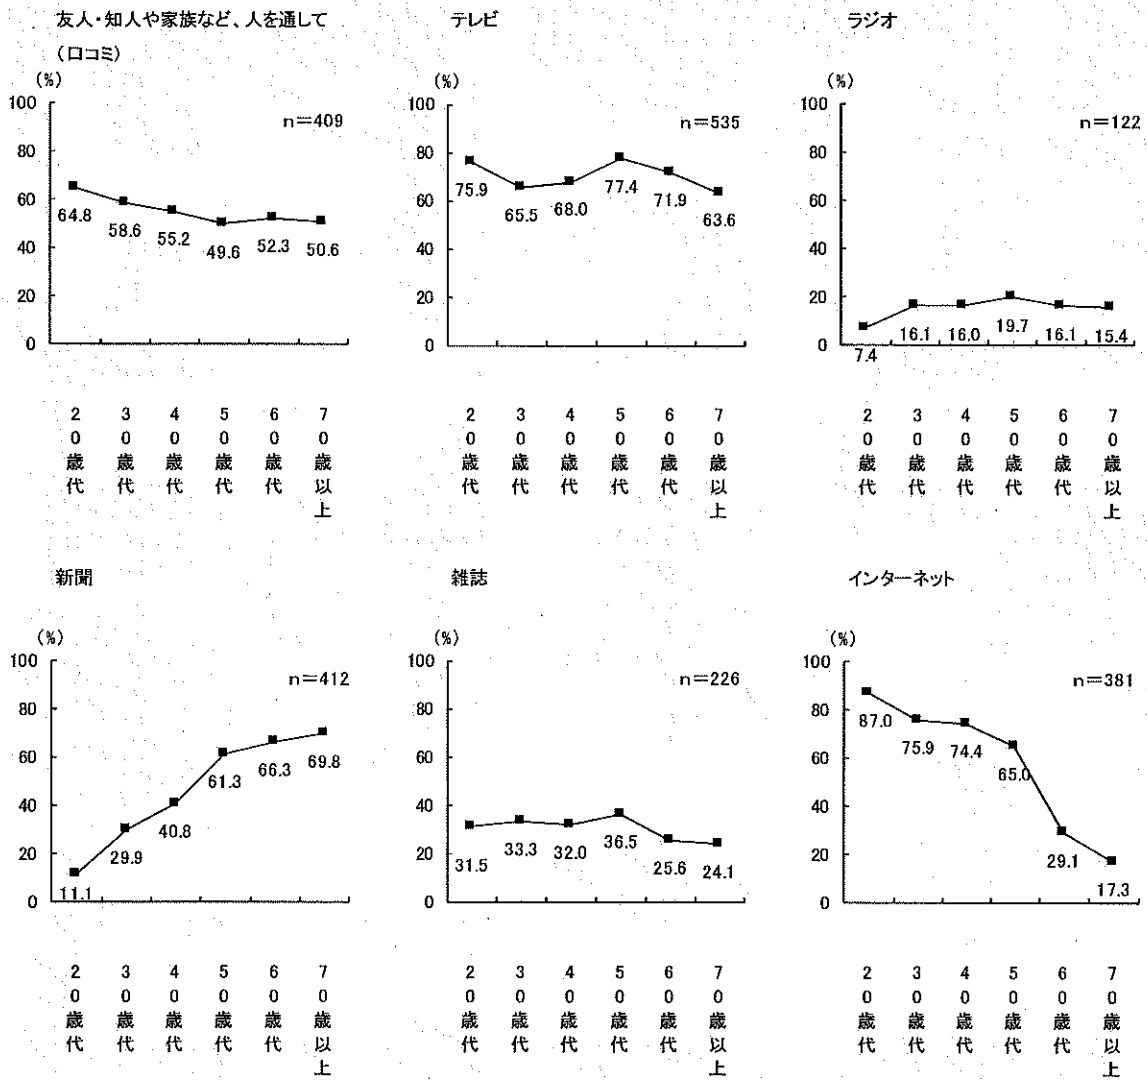 友人・知人や家族など、人を通して
(口コミ)
(%)
n=409
100
80
60
40
20
0
64.8
58.6
55.2
49.6
52.3
50.6
20歳代
30歳代
40歳代
50歳代
60歳代
70歳以上
テレビ
(%)
n=535
100
80
60
40
20
0
75.9
65.5
68.0
77.4
71.9
63.6
20歳代
30歳代
40歳代
50歳代
60歳代
70歳以上
ラジオ
(%)
n=122
100
80
60
40
20
0
7.4
16.1
16.0
19.7
16.1
15.4
20歳代
30歳代
40歳代
50歳代
60歳代
70歳以上
新聞
(%)
n=412
100
80
60
40
20
0
11.1
29.9
40.8
61.3
66.3
69.8
20歳代
30歳代
40歳代
50歳代
60歳代
70歳以上
雑誌
(%)
n=226
100
80
60
40
20
0
31.5
33.3
32.0
36.5
25.6
24.1
20歳代
30歳代
40歳代
50歳代
60歳代
70歳以上
インターネット
(%)
n=381
100
80
60
40
20
0
87.0
75.9
74.4
65.0
29.1
17.3
20歳代
30歳代
40歳代
50歳代
60歳代
70歳以上